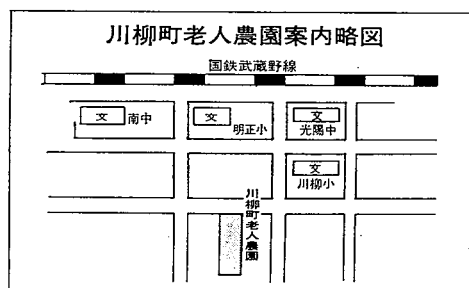 川柳町老人農園案内略図
国鉄武蔵野線
文 南中
文 明正小
文 光陽中
文 川柳小
川柳町老人農園